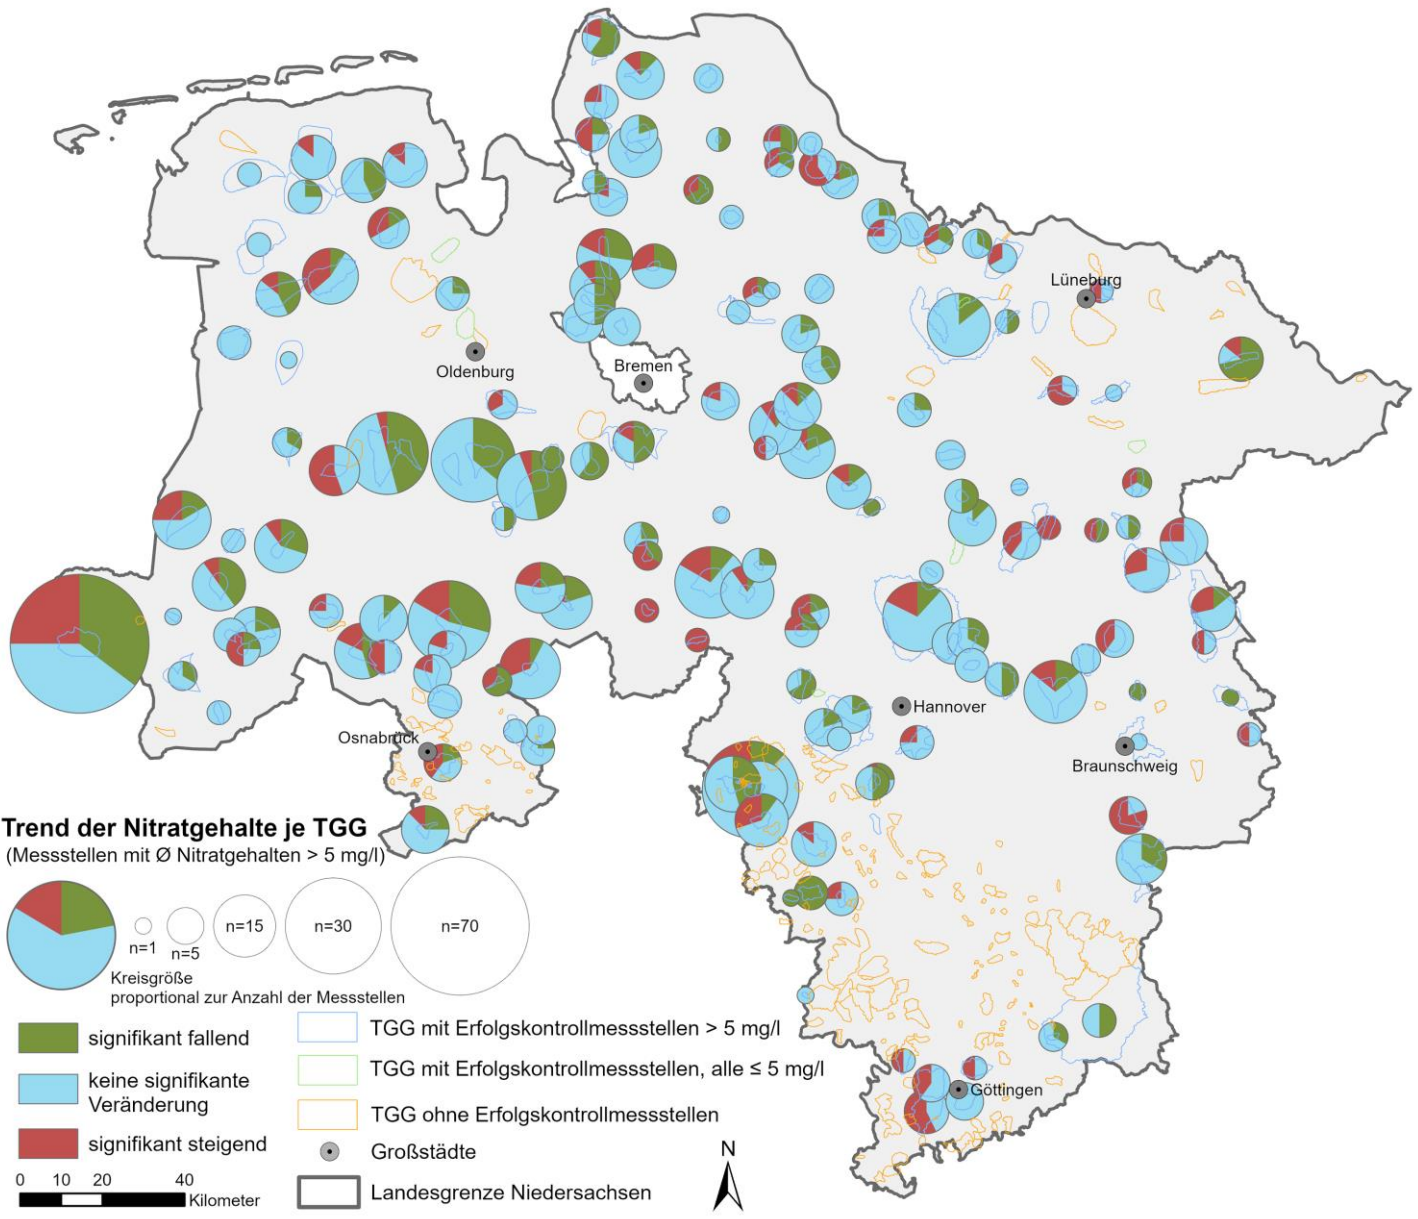 Lüneburg
Oldenburg
Bremen
Hannover
Osnabrück
Braunschweig
Göttingen
Trend der Nitratgehalte je TGG
(Messstellen mit Ø Nitratgehalten > 5 mg/l)
n=1
n=5
n=15
n=30
n=70
Kreisgröße
proportional zur Anzahl der Messstellen
signifikant fallend
keine signifikante
Veränderung
signifikant steigend
0 10 20 40
Kilometer
TGG mit Erfolgskontrollmessstellen > 5 mg/l
TGG mit Erfolgskontrollmessstellen, alle ≤ 5 mg/l
TGG ohne Erfolgskontrollmessstellen
Großstädte
Landesgrenze Niedersachsen
N